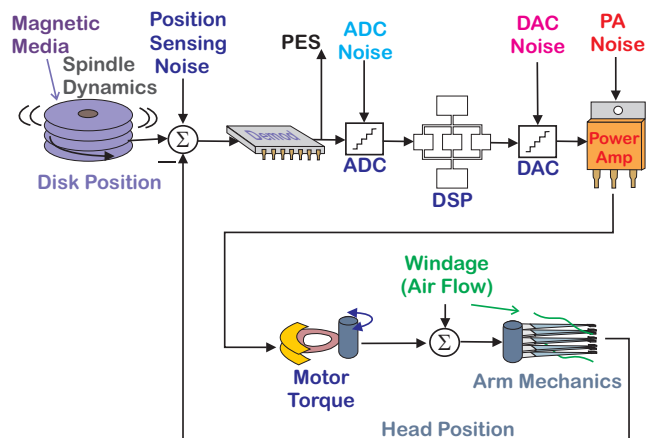 Magnetic
Media
Spindle
Dynamics
Position
Sensing
Noise
PES
ADC
Noise
DAC
Noise
PA
Noise
Σ
Demod
ADC
DSP
DAC
Power
Amp
Disk Position
Windage
(Air Flow)
Σ
Motor
Torque
Arm Mechanics
Head Position